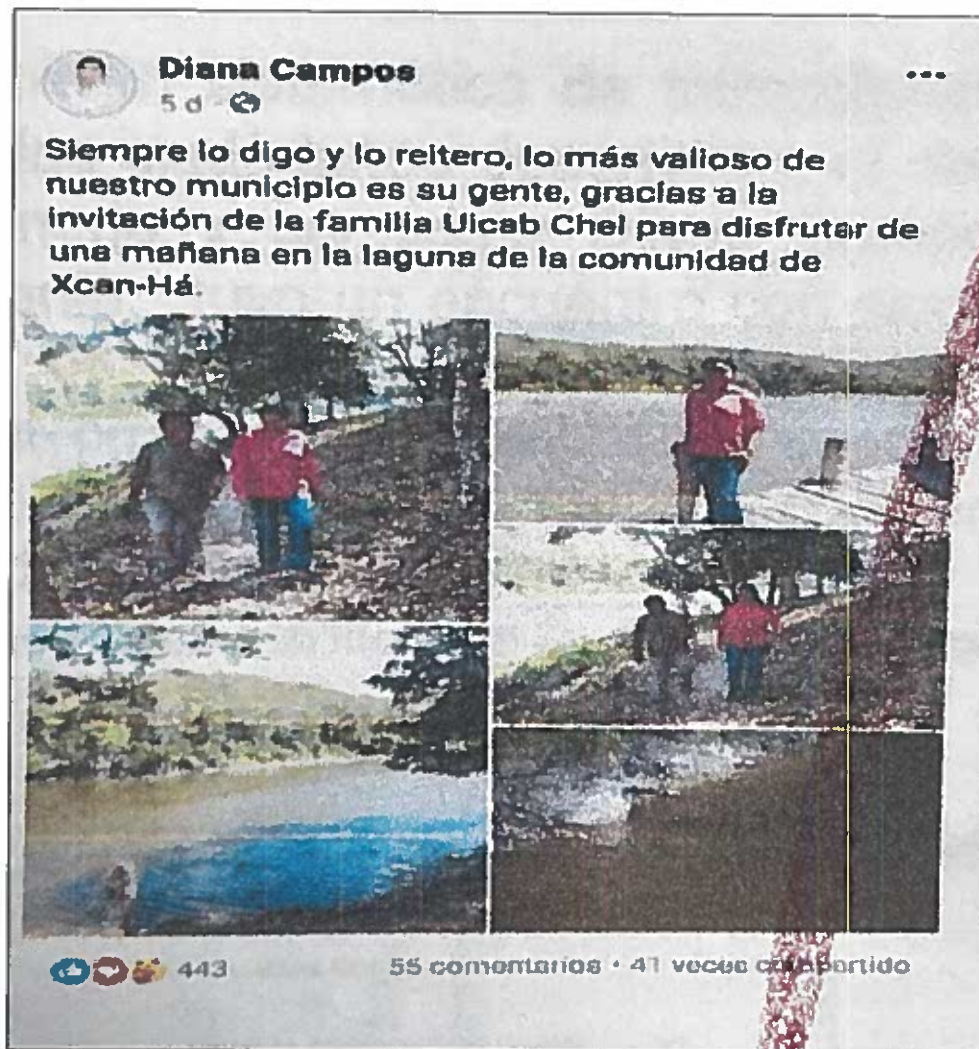 Diana Campos
...
5 d
Siempre lo digo y lo reitero, lo más valioso de
nuestro municipio es su gente, gracias a la
invitación de la familia Uicab Chel para disfrutar de
una mañana en la laguna de la comunidad de
Xcan-Há.
443
55 comentarios · 41 veces compartido